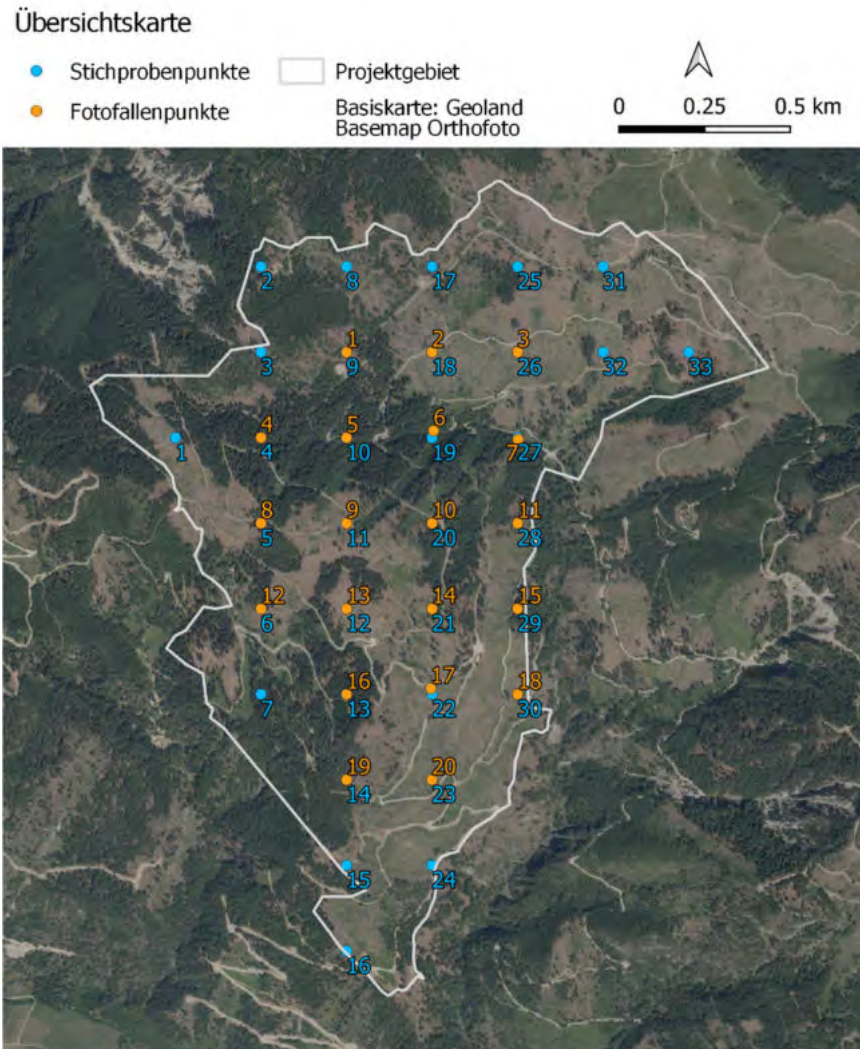 Übersichtskarte
Stichprobenpunkte
Projektgebiet
Fotofallenpunkte
Basiskarte: Geoland
Basemap Orthofoto
0 0.25 0.5 km
2 8 17 25 31
1 2 3
3 9 18 26 32 33
4 5 6
1 4 10 19 7 27
8 9 10 11
5 11 20 28
12 13 14 15
6 12 21 29
16 17 18
7 13 22 30
19 20
14 23
15 24
16